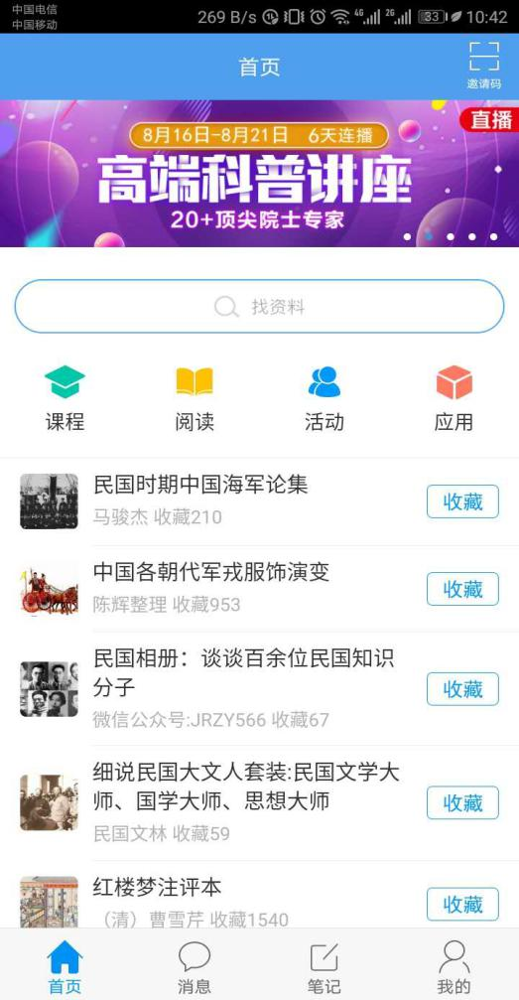 中国电信
中国移动
269 B/s 4G 2G 33 10:42
首页
邀请码
直播
8月16日-8月21日 6天连播
高端科普讲座
20+顶尖院士专家
找资料
课程 阅读 活动 应用
民国时期中国海军论集
马骏杰 收藏210
收藏
中国各朝代军戎服饰演变
陈辉整理 收藏953
收藏
民国相册：谈谈百余位民国知识
分子
微信公众号:JRZY566 收藏67
收藏
细说民国大文人套装:民国文学大
师、国学大师、思想大师
民国文林 收藏59
收藏
红楼梦注评本
（清）曹雪芹 收藏1540
收藏
首页 消息 笔记 我的